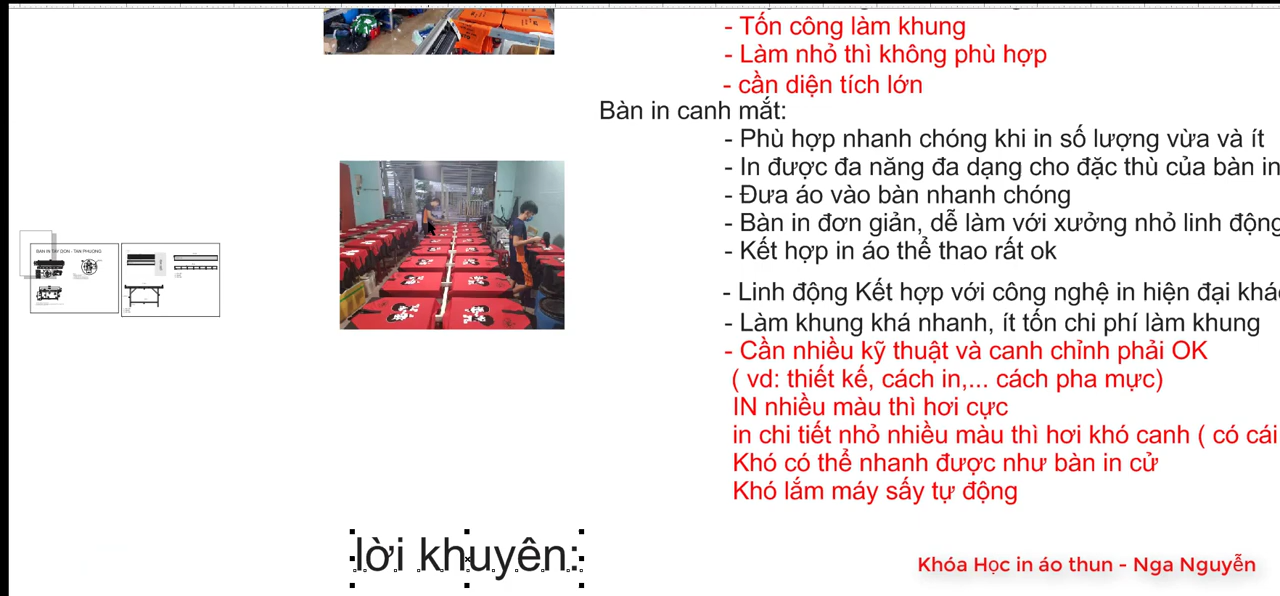 - Tốn công làm khung
- Làm nhỏ thì không phù hợp
- cần diện tích lớn
Bàn in canh mắt:
- Phù hợp nhanh chóng khi in số lượng vừa và ít
- In được đa năng đa dạng cho đặc thù của bàn in
- Đưa áo vào bàn nhanh chóng
- Bàn in đơn giản, dễ làm với xưởng nhỏ linh động
- Kết hợp in áo thể thao rất ok
- Linh động Kết hợp với công nghệ in hiện đại
- Làm khung khá nhanh, ít tốn chi phí làm khung
- Cần nhiều kỹ thuật và canh chỉnh phải OK
( vd: thiết kế, cách in,... cách pha mực)
IN nhiều màu thì hơi cực
in chi tiết nhỏ nhiều màu thì hơi khó canh ( có cái
Khó có thể nhanh được như bàn in cử
Khó lắm máy sấy tự động
BÀN IN TAY ĐƠN - TAN PHUONG
lời khuyên:
Khóa Học in áo thun - Nga Nguyễn